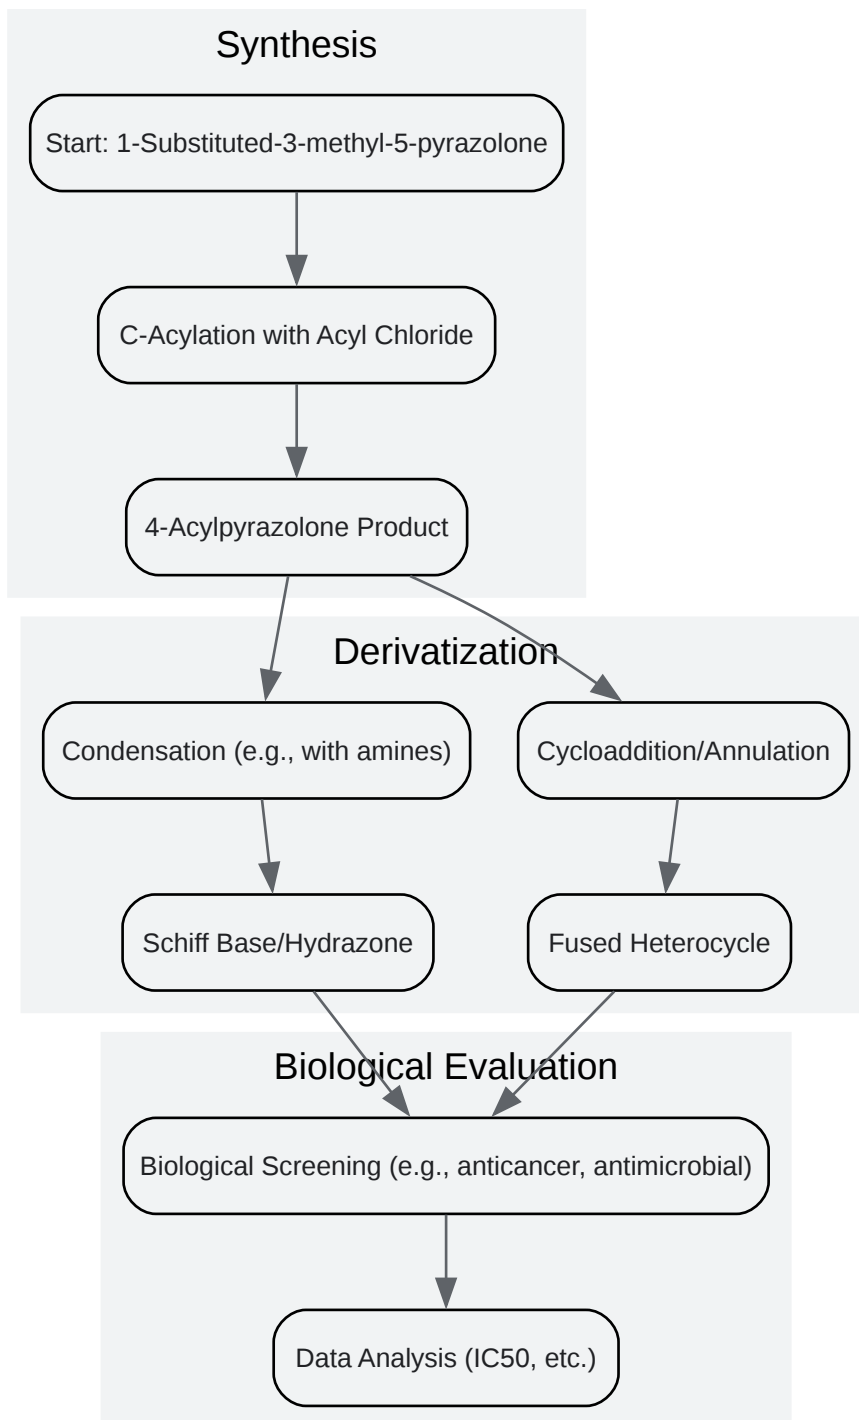 Synthesis
Start: 1-Substituted-3-methyl-5-pyrazolone
C-Acylation with Acyl Chloride
4-Acylpyrazolone Product
Derivatization
Condensation (e.g., with amines)
Cycloaddition/Annulation
Schiff Base/Hydrazone
Fused Heterocycle
Biological Evaluation
Biological Screening (e.g., anticancer, antimicrobial)
Data Analysis (IC50, etc.)